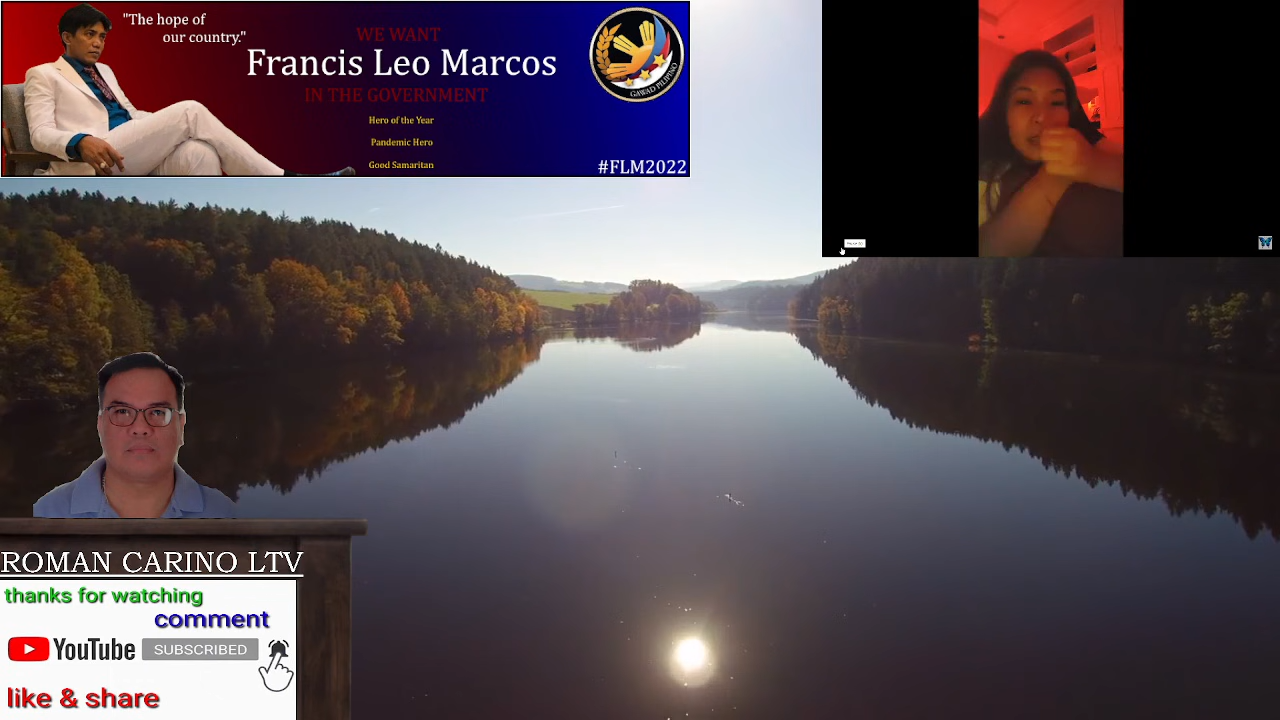 "The hope of
our country."
WE WANT
Francis Leo Marcos
IN THE GOVERNMENT
Hero of the Year
Pandemic Hero
Good Samaritan
GAWAD PILIPINO
#FLM2022
ROMAN CARINO LTV
thanks for watching
comment
YouTube SUBSCRIBED
like & share